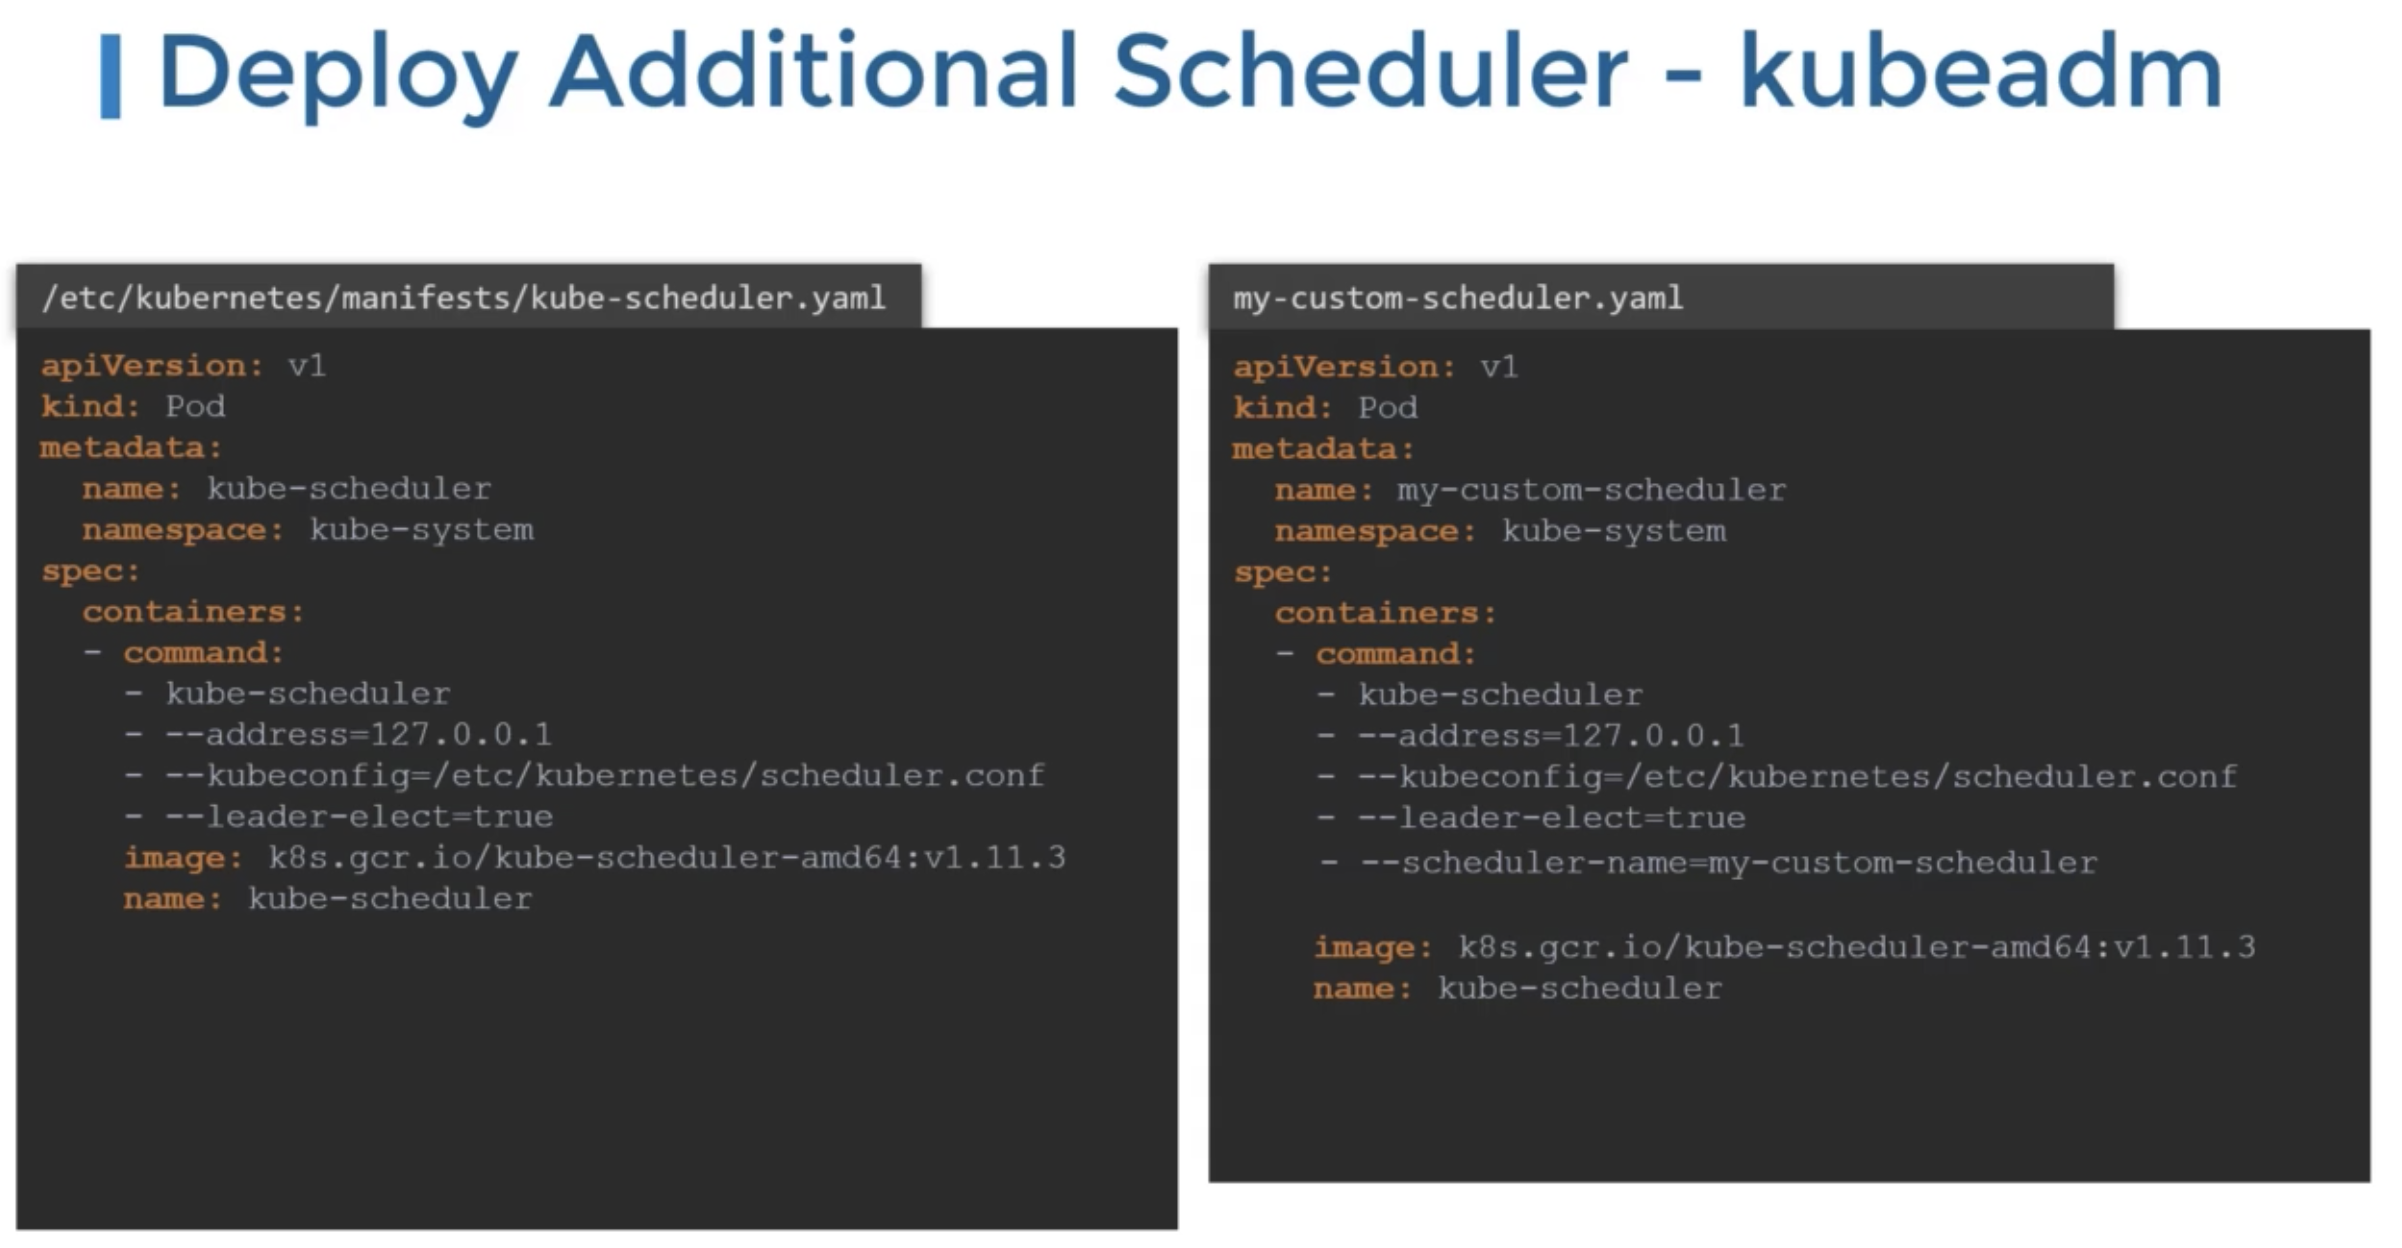 Deploy Additional Scheduler - kubeadm
/etc/kubernetes/manifests/kube-scheduler.yaml
apiVersion: v1
kind: Pod
metadata:
  name: kube-scheduler
  namespace: kube-system
spec:
  containers:
  - command:
    - kube-scheduler
    - --address=127.0.0.1
    - --kubeconfig=/etc/kubernetes/scheduler.conf
    - --leader-elect=true
    image: k8s.gcr.io/kube-scheduler-amd64:v1.11.3
    name: kube-scheduler
my-custom-scheduler.yaml
apiVersion: v1
kind: Pod
metadata:
  name: my-custom-scheduler
  namespace: kube-system
spec:
  containers:
  - command:
    - kube-scheduler
    - --address=127.0.0.1
    - --kubeconfig=/etc/kubernetes/scheduler.conf
    - --leader-elect=true
    - --scheduler-name=my-custom-scheduler
    image: k8s.gcr.io/kube-scheduler-amd64:v1.11.3
    name: kube-scheduler